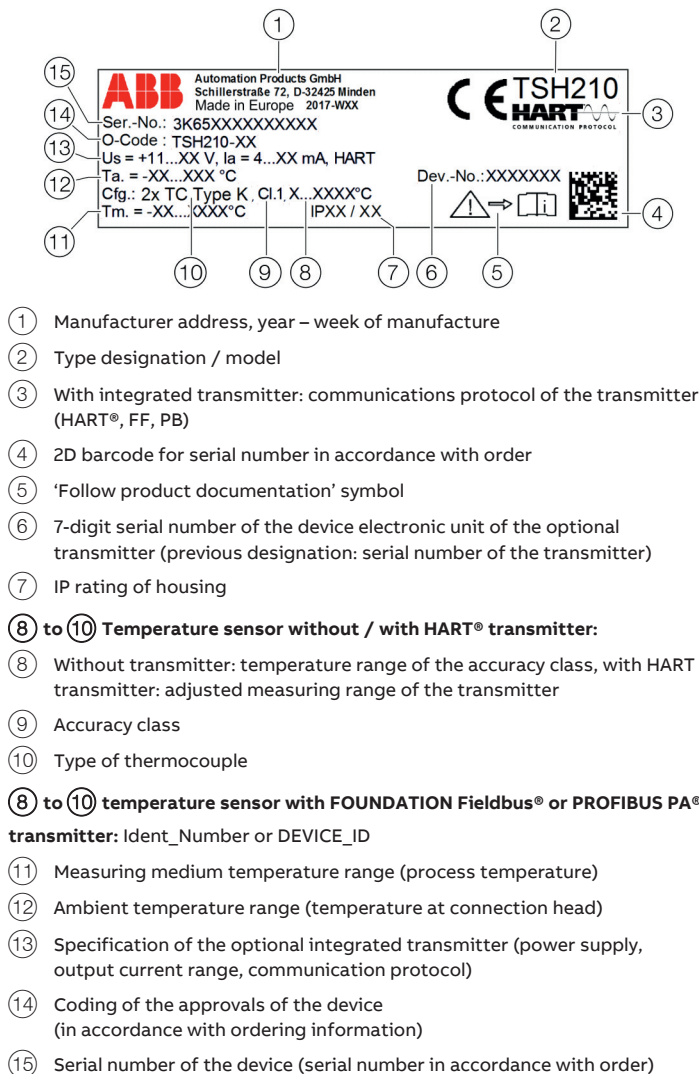 ① ②
ABB Automation Products GmbH
Schillerstraße 72, D-32425 Minden
Made in Europe 2017-WXX
TSH210
HART
COMMUNICATION PROTOCOL
⑮ Ser.-No.: 3K65XXXXXXXXXX ③
⑭ O-Code : TSH210-XX
⑬ Us = +11...XX V, Ia = 4...XX mA, HART
⑫ Ta. = -XX...XXX °C Dev.-No.:XXXXXXX
Cfg.: 2x TC Type K , Cl.1, X...XXXX°C
⑪ Tm. = -XX...XXXX°C IPXX / XX ④
⑩ ⑨ ⑧ ⑦ ⑥ ⑤
① Manufacturer address, year – week of manufacture
② Type designation / model
③ With integrated transmitter: communications protocol of the transmitter
(HART®, FF, PB)
④ 2D barcode for serial number in accordance with order
⑤ ‘Follow product documentation’ symbol
⑥ 7-digit serial number of the device electronic unit of the optional
transmitter (previous designation: serial number of the transmitter)
⑦ IP rating of housing
⑧ to ⑩ Temperature sensor without / with HART® transmitter:
⑧ Without transmitter: temperature range of the accuracy class, with HART
transmitter: adjusted measuring range of the transmitter
⑨ Accuracy class
⑩ Type of thermocouple
⑧ to ⑩ temperature sensor with FOUNDATION Fieldbus® or PROFIBUS PA®
transmitter: Ident_Number or DEVICE_ID
⑪ Measuring medium temperature range (process temperature)
⑫ Ambient temperature range (temperature at connection head)
⑬ Specification of the optional integrated transmitter (power supply,
output current range, communication protocol)
⑭ Coding of the approvals of the device
(in accordance with ordering information)
⑮ Serial number of the device (serial number in accordance with order)